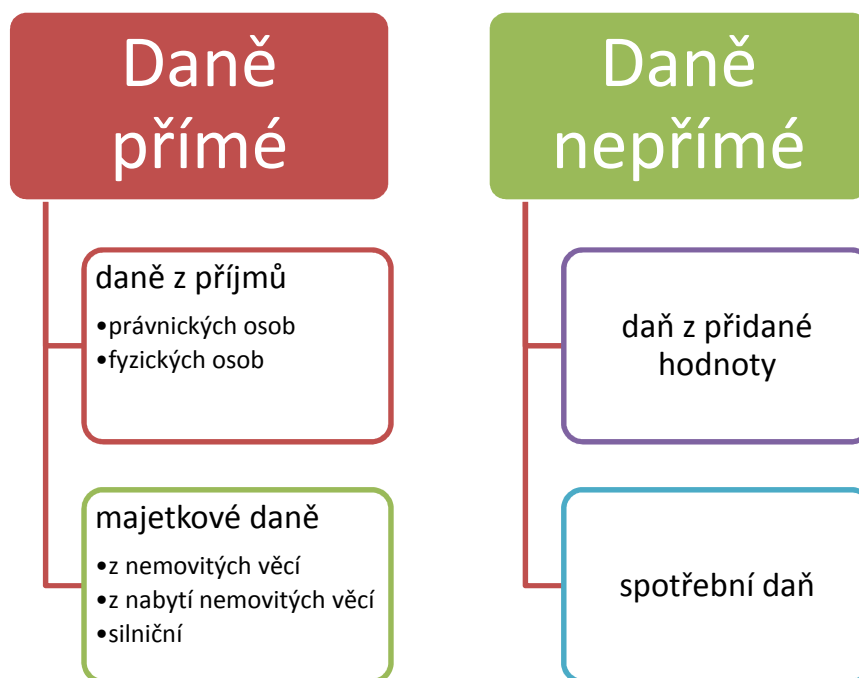 Daně
přímé
daně z příjmů
•právnických osob
•fyzických osob
majetkové daně
•z nemovitých věcí
•z nabytí nemovitých věcí
•silniční
Daně
nepřímé
daň z přidané
hodnoty
spotřební daň